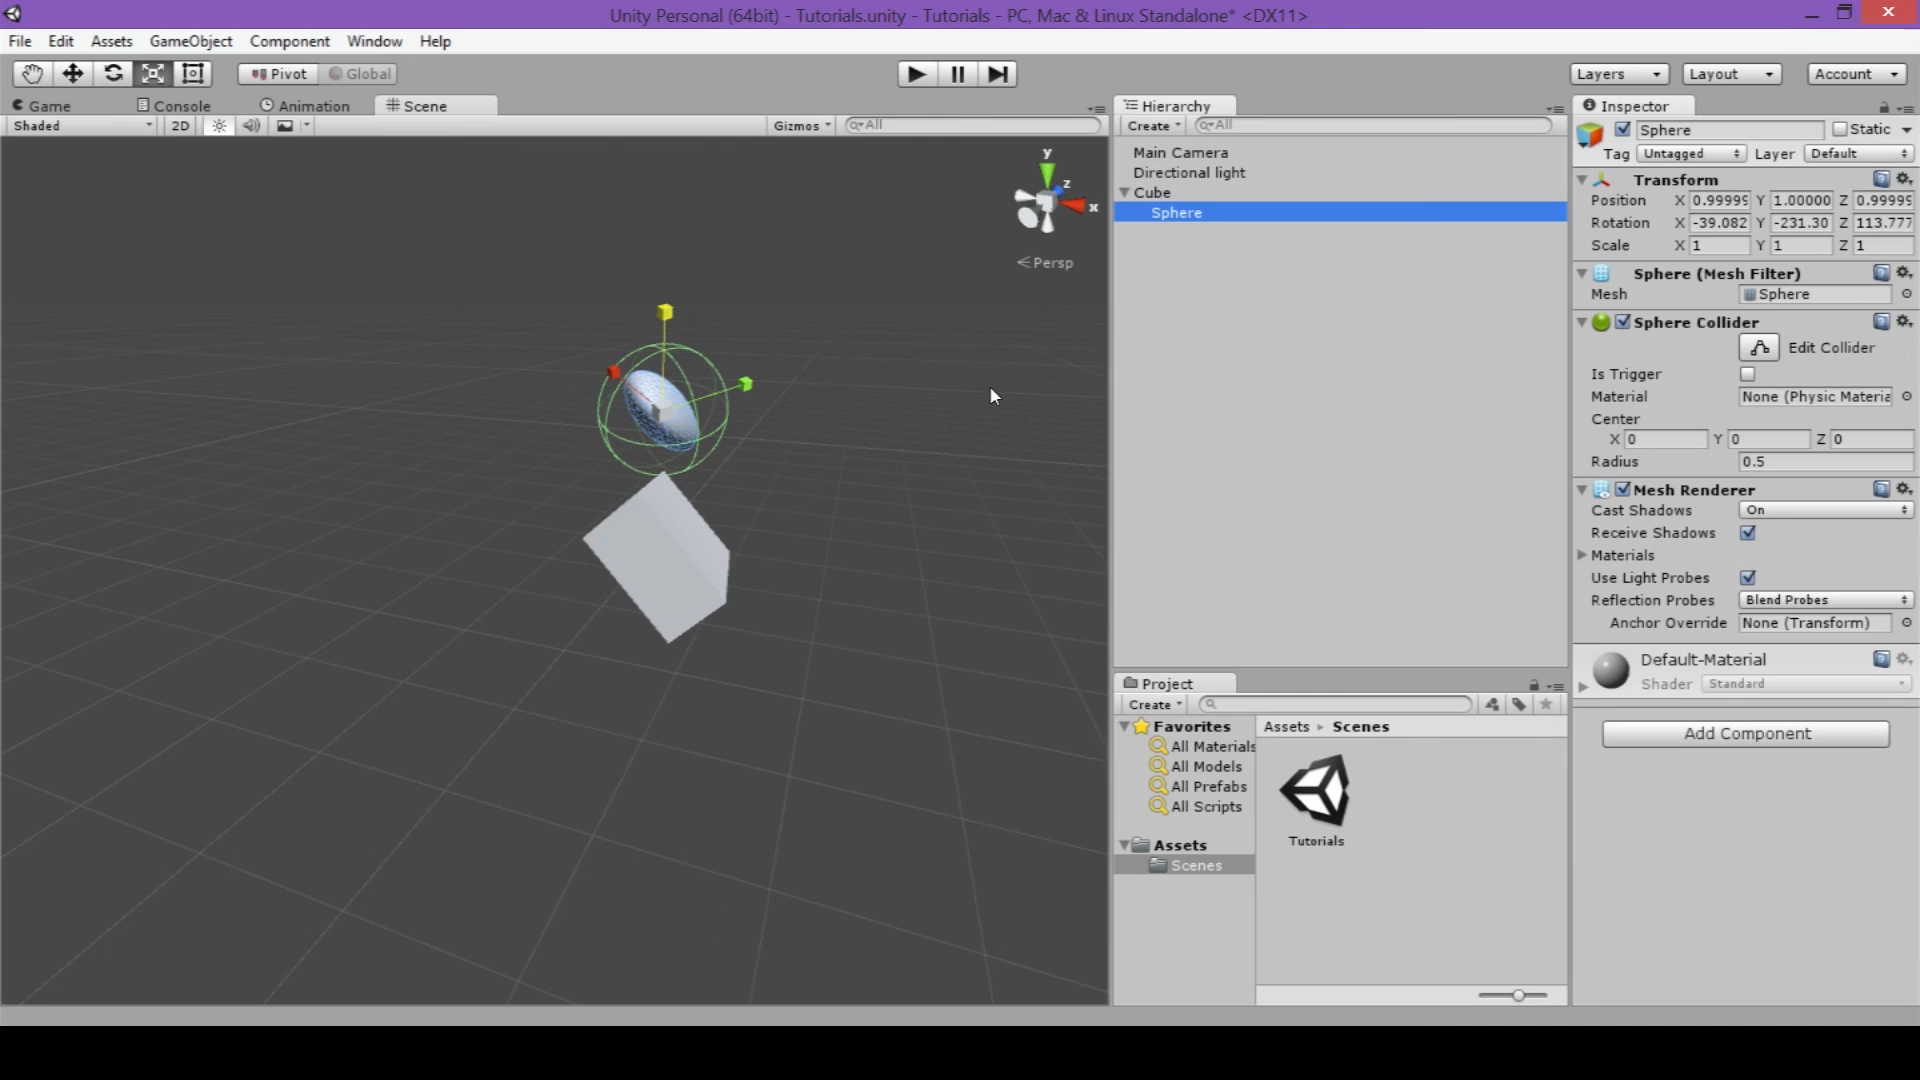 Unity Personal (64bit) - Tutorials.unity - Tutorials - PC, Mac & Linux Standalone* <DX11>
File Edit Assets GameObject Component Window Help
Pivot Global Layers Layout Account
Game Console Animation Scene
Shaded 2D Gizmos All
y
z
x
Persp
Hierarchy
Create All
Main Camera
Directional light
Cube
Sphere
Project
Create
Favorites
All Materials
All Models
All Prefabs
All Scripts
Assets
Scenes
Assets Scenes
Tutorials
Inspector
Sphere Static
Tag Untagged Layer Default
Transform
Position X 0.99999 Y 1.00000 Z 0.99999
Rotation X -39.082 Y -231.30 Z 113.777
Scale X 1 Y 1 Z 1
Sphere (Mesh Filter)
Mesh Sphere
Sphere Collider
Edit Collider
Is Trigger
Material None (Physic Materia
Center
X 0 Y 0 Z 0
Radius 0.5
Mesh Renderer
Cast Shadows On
Receive Shadows
Materials
Use Light Probes
Reflection Probes Blend Probes
Anchor Override None (Transform)
Default-Material
Shader Standard
Add Component